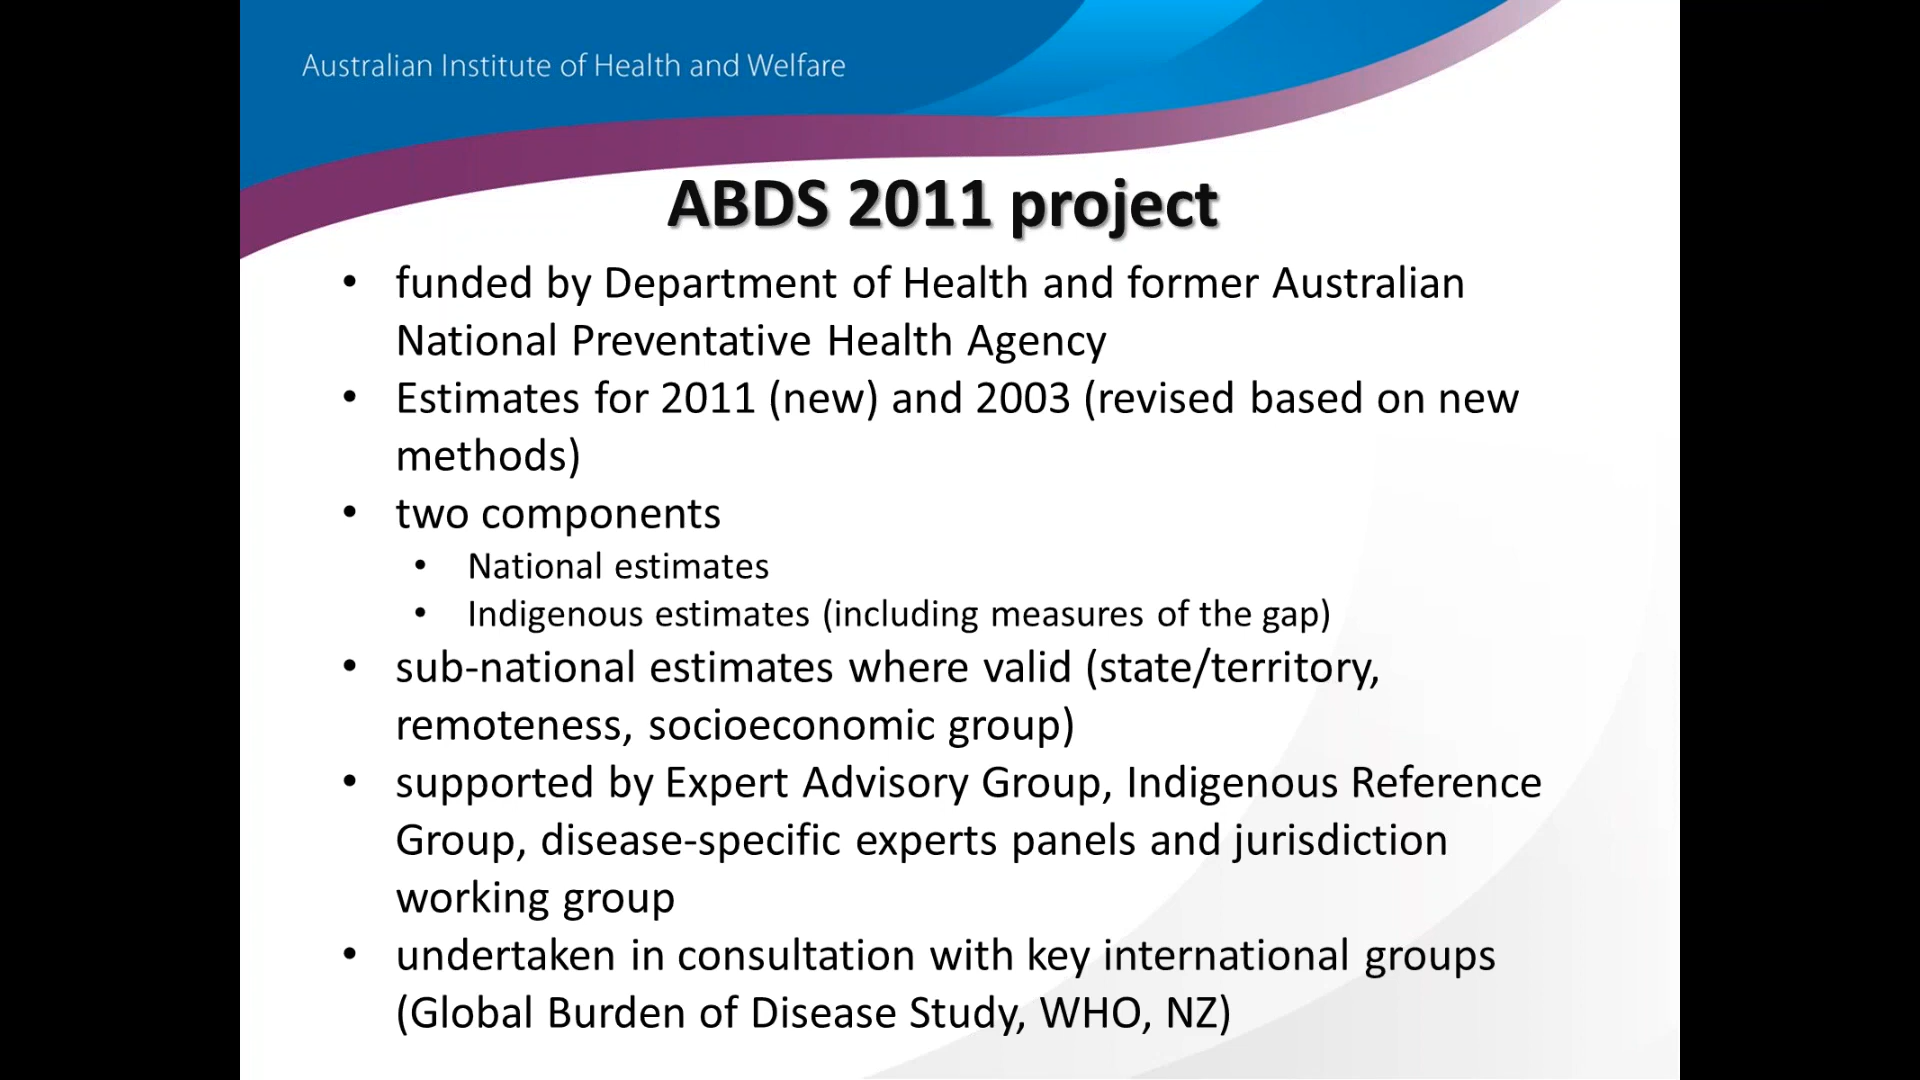 Australian Institute of Health and Welfare
ABDS 2011 project
• funded by Department of Health and former Australian
National Preventative Health Agency
• Estimates for 2011 (new) and 2003 (revised based on new
methods)
• two components
• National estimates
• Indigenous estimates (including measures of the gap)
• sub-national estimates where valid (state/territory,
remoteness, socioeconomic group)
• supported by Expert Advisory Group, Indigenous Reference
Group, disease-specific experts panels and jurisdiction
working group
• undertaken in consultation with key international groups
(Global Burden of Disease Study, WHO, NZ)